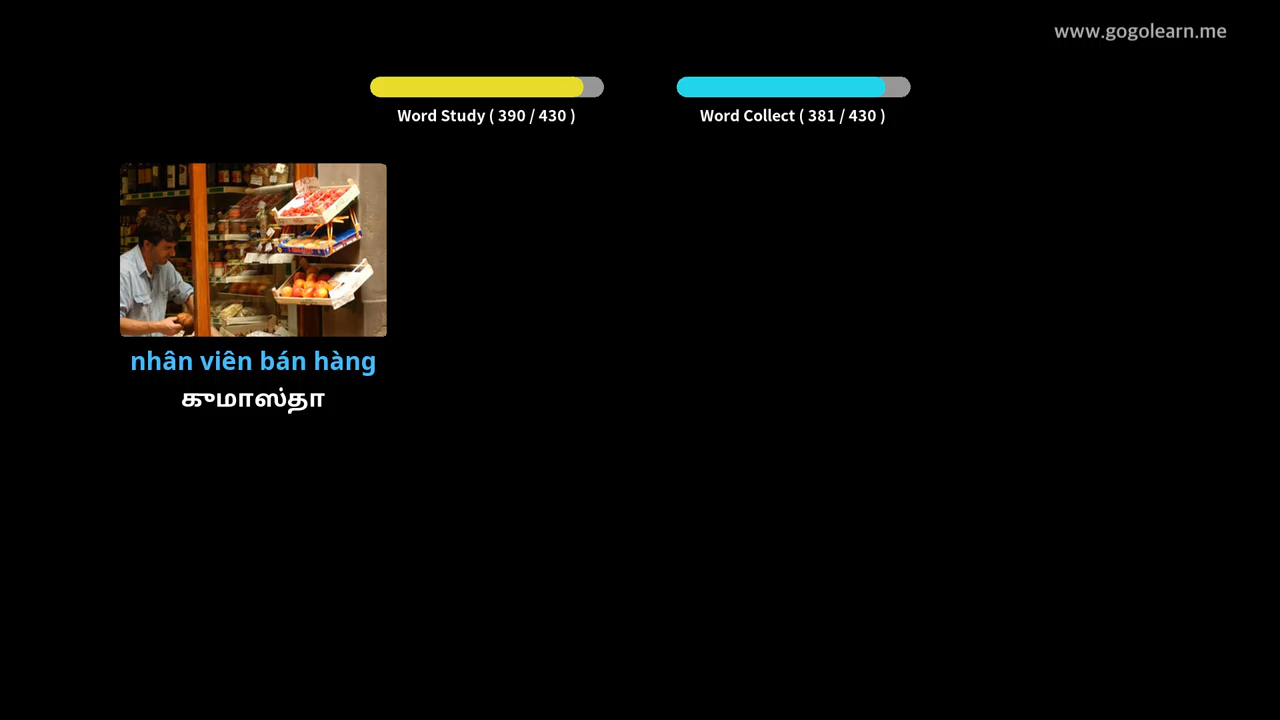 www.gogolearn.me
Word Study ( 390 / 430 )
Word Collect ( 381 / 430 )
nhân viên bán hàng
குமாஸ்தா